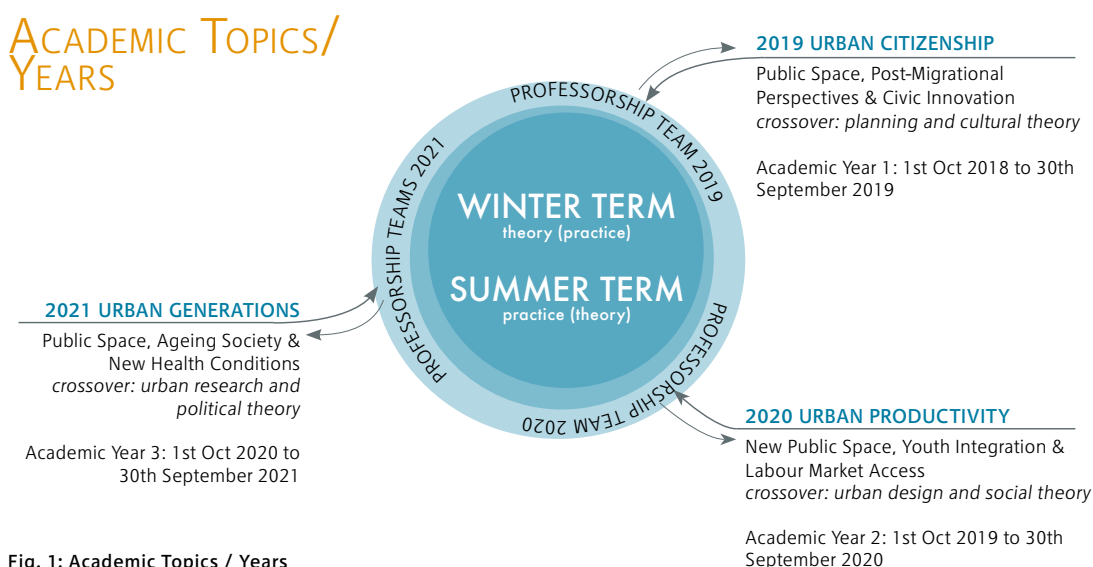 ACADEMIC TOPICS/
YEARS
2019 URBAN CITIZENSHIP
Public Space, Post-Migrational
Perspectives & Civic Innovation
crossover: planning and cultural theory
Academic Year 1: 1st Oct 2018 to 30th
September 2019
PROFESSORSHIP TEAM 2019
PROFESSORSHIP TEAMS 2021
WINTER TERM
theory (practice)
SUMMER TERM
practice (theory)
PROFESSORSHIP TEAM 2020
2021 URBAN GENERATIONS
Public Space, Ageing Society &
New Health Conditions
crossover: urban research and
political theory
Academic Year 3: 1st Oct 2020 to
30th September 2021
2020 URBAN PRODUCTIVITY
New Public Space, Youth Integration &
Labour Market Access
crossover: urban design and social theory
Academic Year 2: 1st Oct 2019 to 30th
September 2020
Fig. 1: Academic Topics / Years